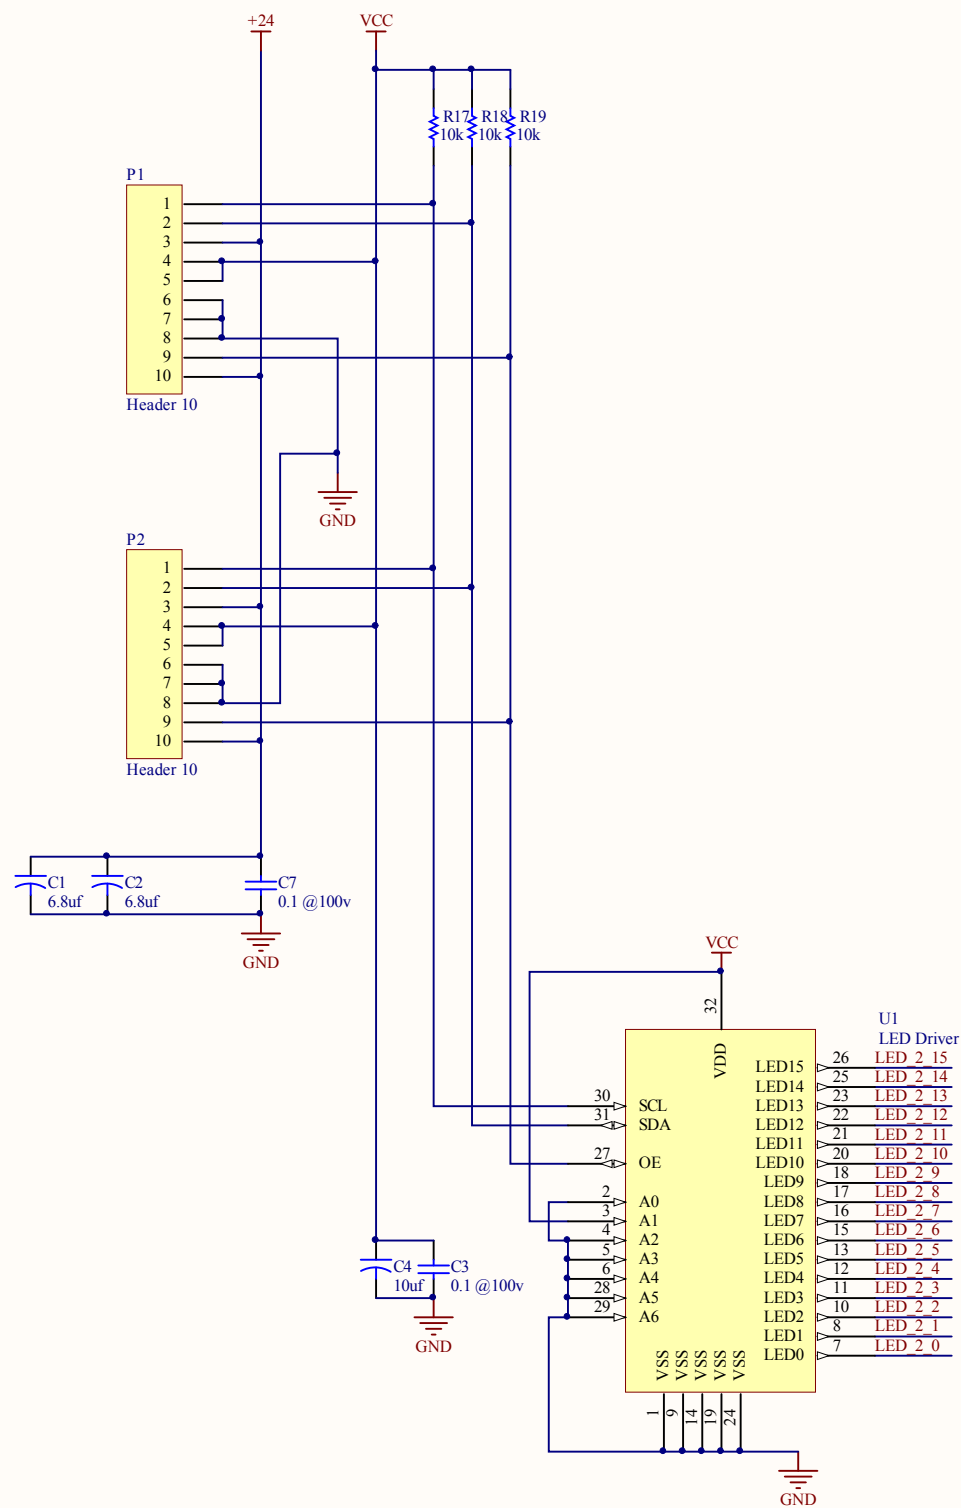 +24
VCC
R17
R18
R19
10k
10k
10k
P1
1
2
3
4
5
6
7
8
9
10
Header 10
GND
P2
1
2
3
4
5
6
7
8
9
10
Header 10
C1
6.8uf
C2
6.8uf
C7
0.1 @100v
GND
VCC
32
VDD
U1
LED Driver
30 SCL
31 SDA
27 OE
2 A0
3 A1
4 A2
5 A3
6 A4
28 A5
29 A6
LED15 26 LED_2_15
LED14 25 LED_2_14
LED13 23 LED_2_13
LED12 22 LED_2_12
LED11 21 LED_2_11
LED10 20 LED_2_10
LED9 18 LED_2_9
LED8 17 LED_2_8
LED7 16 LED_2_7
LED6 15 LED_2_6
LED5 13 LED_2_5
LED4 12 LED_2_4
LED3 11 LED_2_3
LED2 10 LED_2_2
LED1 8 LED_2_1
LED0 7 LED_2_0
C4
10uf
C3
0.1 @100v
GND
VSS
VSS
VSS
VSS
VSS
1
9
14
19
24
GND